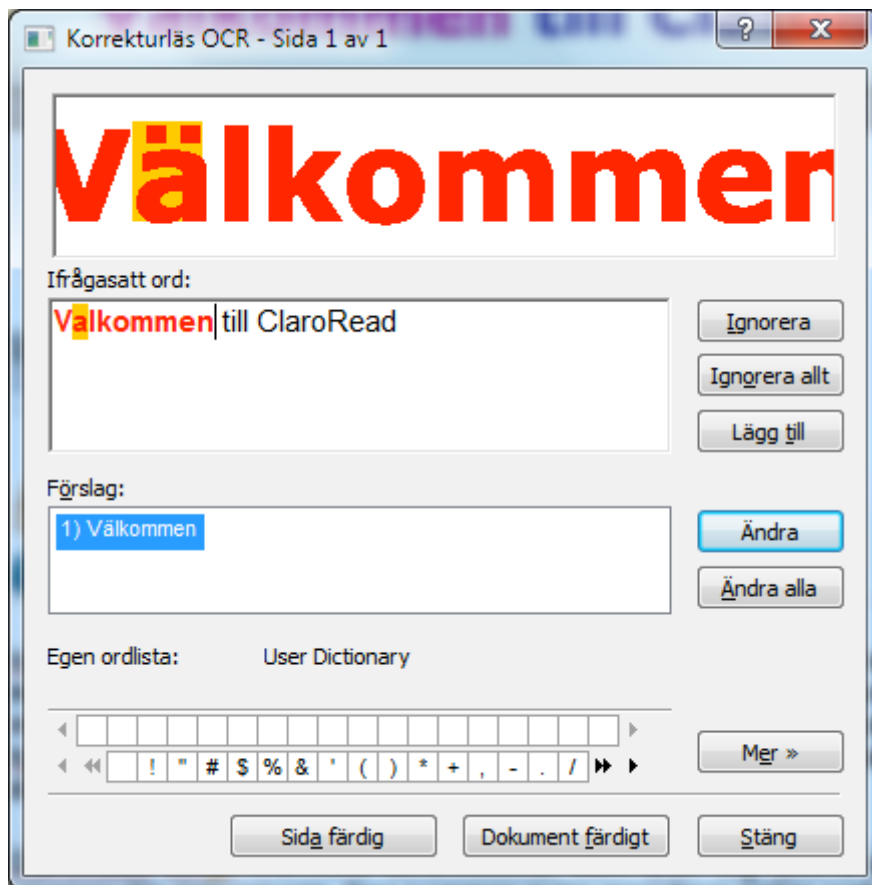 Korrekturläs OCR - Sida 1 av 1
Välkommen
Ifrågasatt ord:
Valkommen till ClaroRead
Ignorera
Ignorera allt
Lägg till
Förslag:
1) Välkommen
Ändra
Ändra alla
Egen ordlista: User Dictionary
! " # $ % & ' ( ) * + , - . /
Mer »
Sida färdig Dokument färdigt Stäng